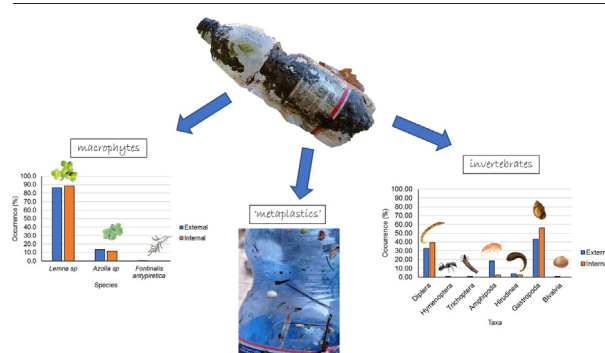 macrophytes
invertebrates
'metaplastics'
100.0
90.0
80.0
70.0
60.0
50.0
40.0
30.0
20.0
10.0
0.0
Occurrence (%)
Lemna sp
Azolla sp
Fontinalis
antypiretica
Species
External
Internal
100.00
90.00
80.00
70.00
60.00
50.00
40.00
30.00
20.00
10.00
0.00
Occurrence (%)
Diptera
Hymenoptera
Trichoptera
Amphipoda
Hirudinea
Gastropoda
Bivalvia
Taxa
Extern
Interna